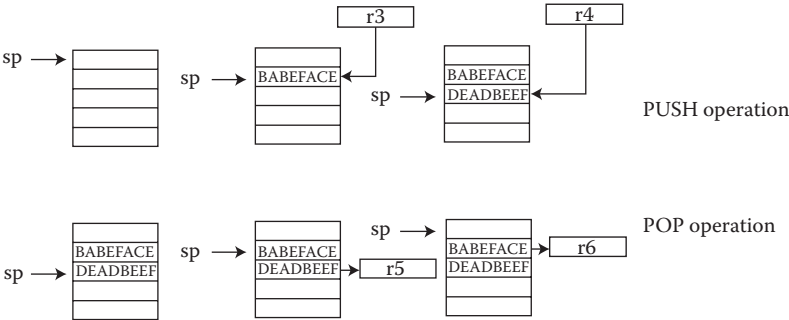 r3
r4
sp
sp
BABEFACE
BABEFACE
sp
DEADBEEF
PUSH operation
POP operation
sp
sp
BABEFACE
BABEFACE
BABEFACE
r6
sp
DEADBEEF
DEADBEEF
r5
DEADBEEF